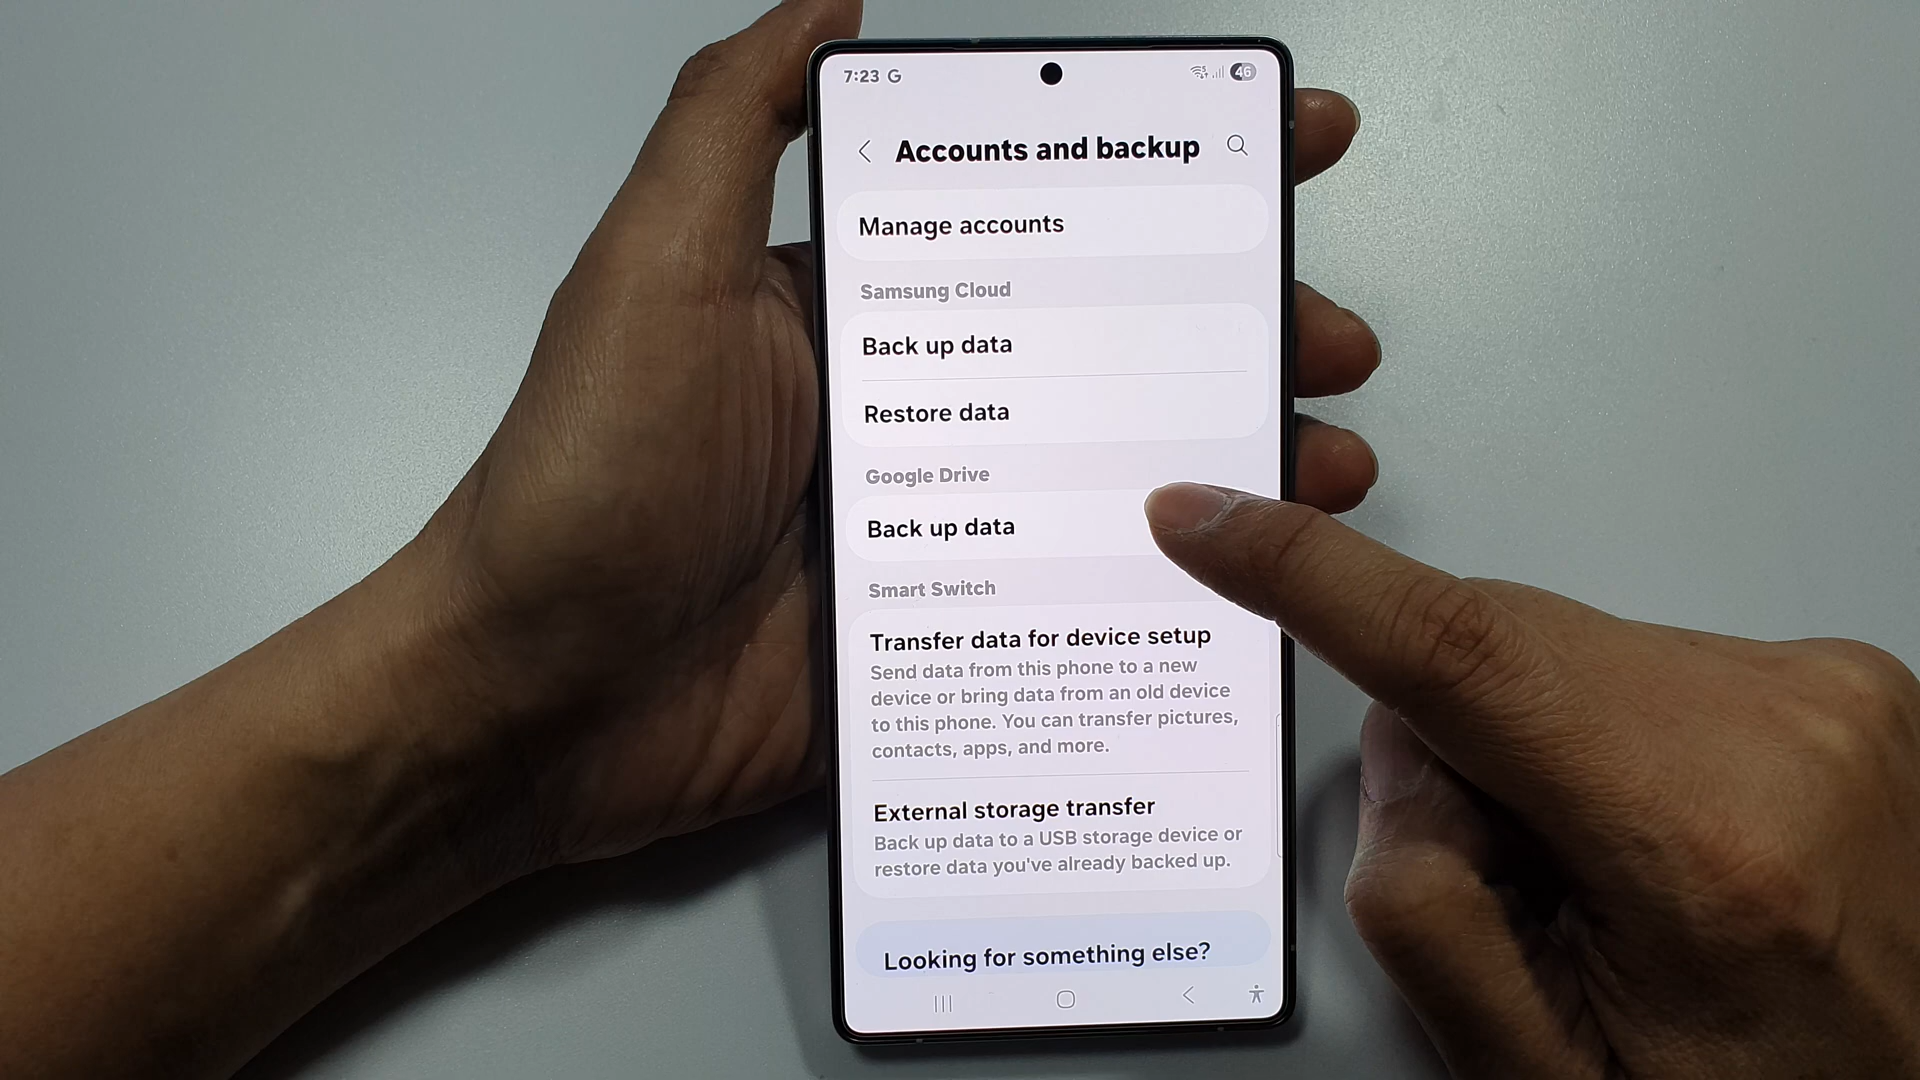 7:23 G
46
Accounts and backup
Manage accounts
Samsung Cloud
Back up data
Restore data
Google Drive
Back up data
Smart Switch
Transfer data for device setup
Send data from this phone to a new
device or bring data from an old device
to this phone. You can transfer pictures,
contacts, apps, and more.
External storage transfer
Back up data to a USB storage device or
restore data you've already backed up.
Looking for something else?